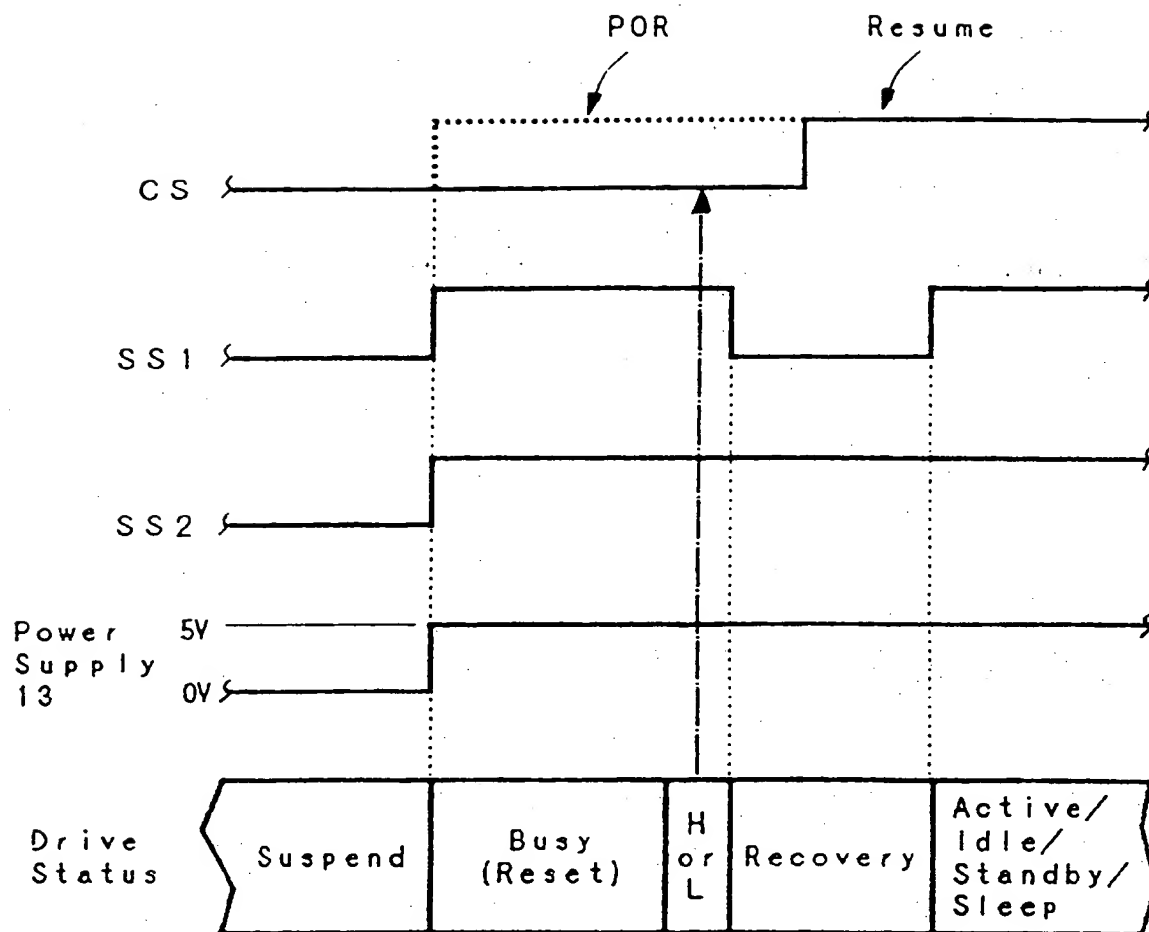 POR
Resume
CS
SS1
SS2
Power
Supply
13
5V
0V
Drive
Status
Suspend
Busy
(Reset)
H
or
L
Recovery
Active/
Idle/
Standby/
Sleep